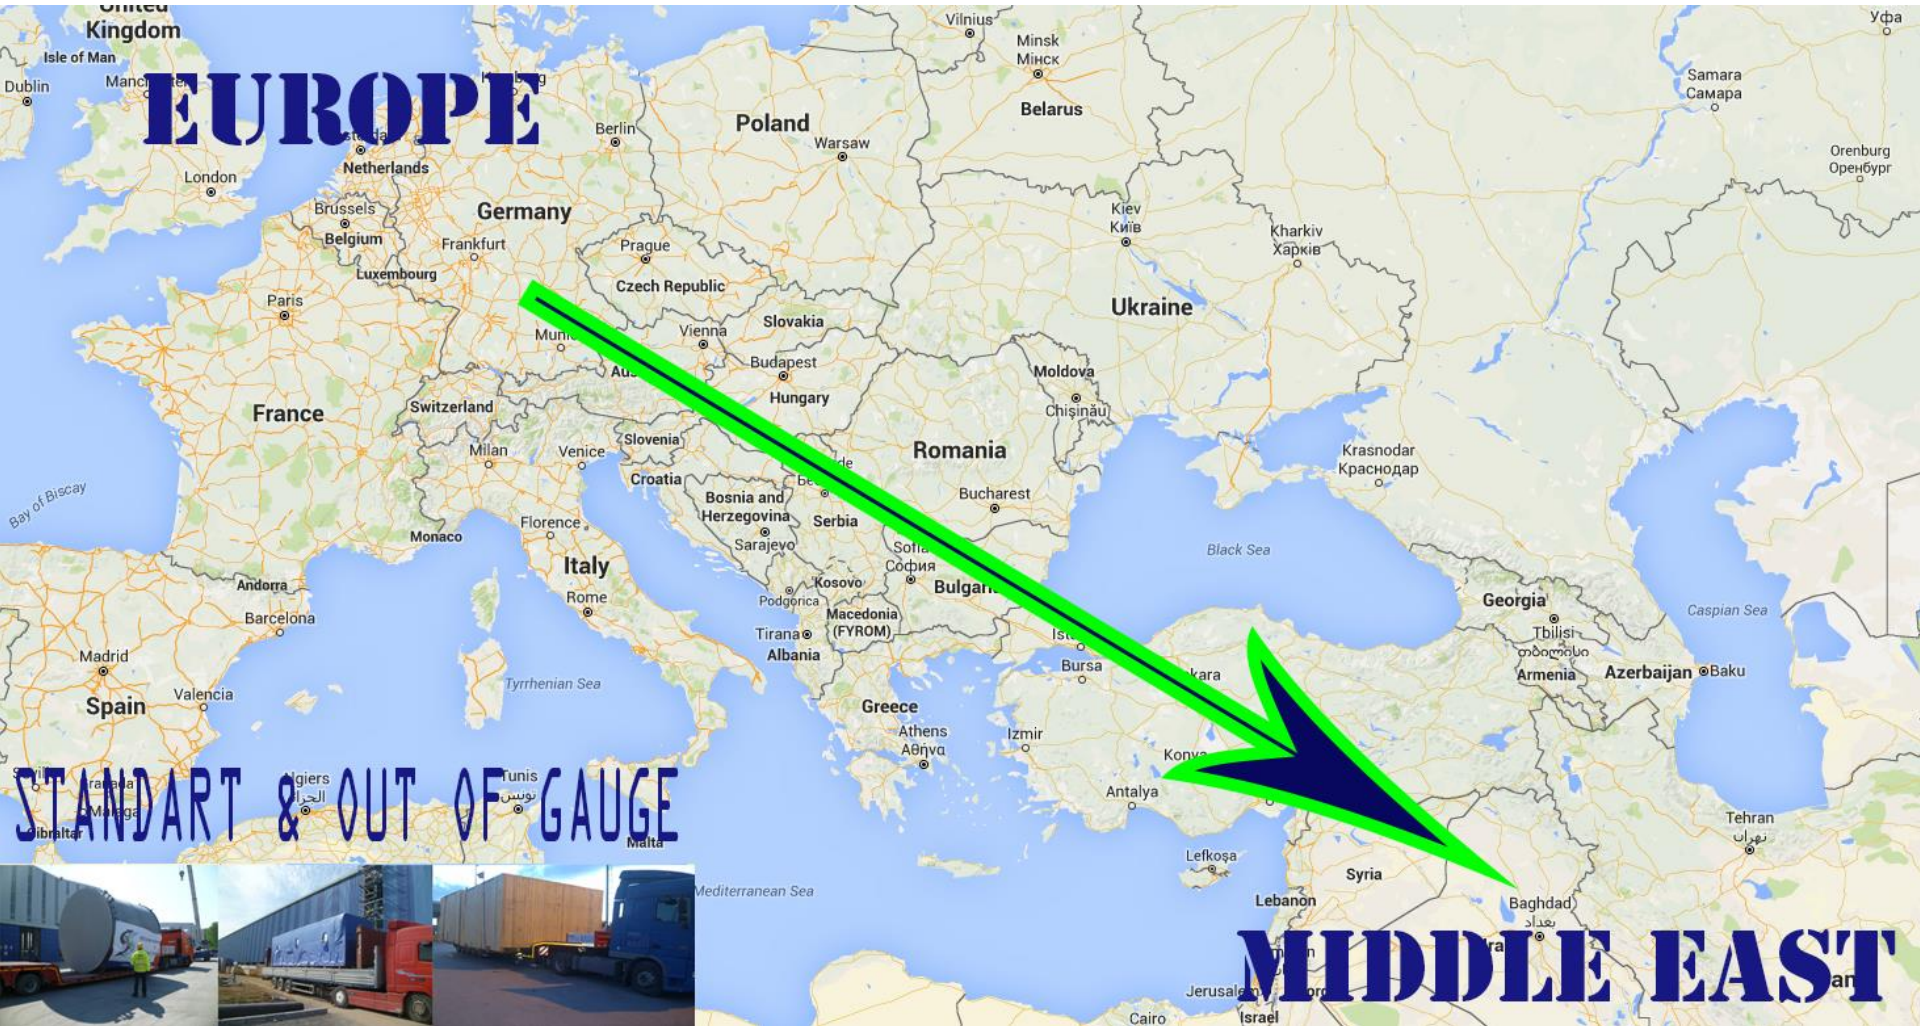 United
Kingdom
Isle of Man
Dublin
EUROPE
London
Netherlands
Brussels
Belgium
Luxembourg
Germany
Frankfurt
Berlin
Poland
Warsaw
Vilnius
Minsk
Мінск
Belarus
Уфа
Samara
Самара
Orenburg
Оренбург
Kiev
Київ
Kharkiv
Харків
Ukraine
Prague
Czech Republic
Paris
France
Vienna
Slovakia
Budapest
Hungary
Moldova
Chișinău
Switzerland
Milan
Venice
Slovenia
Croatia
Romania
Bucharest
Krasnodar
Краснодар
Bay of Biscay
Bosnia and
Herzegovina
Sarajevo
Serbia
Monaco
Florence
Italy
Rome
Andorra
Barcelona
Madrid
Spain
Valencia
Kosovo
Podgorica
Macedonia
(FYROM)
Tirana
Albania
София
Black Sea
Georgia
Tbilisi
თბილისი
Armenia
Azerbaijan
Baku
Caspian Sea
Tyrrhenian Sea
Greece
Athens
Αθήνα
Bursa
Izmir
Antalya
Tunis
تونس
STANDART & OUT OF GAUGE
Malta
Mediterranean Sea
Lefkoşa
Syria
Lebanon
Tehran
تهران
Baghdad
بغداد
MIDDLE EAST
Cairo
Israel